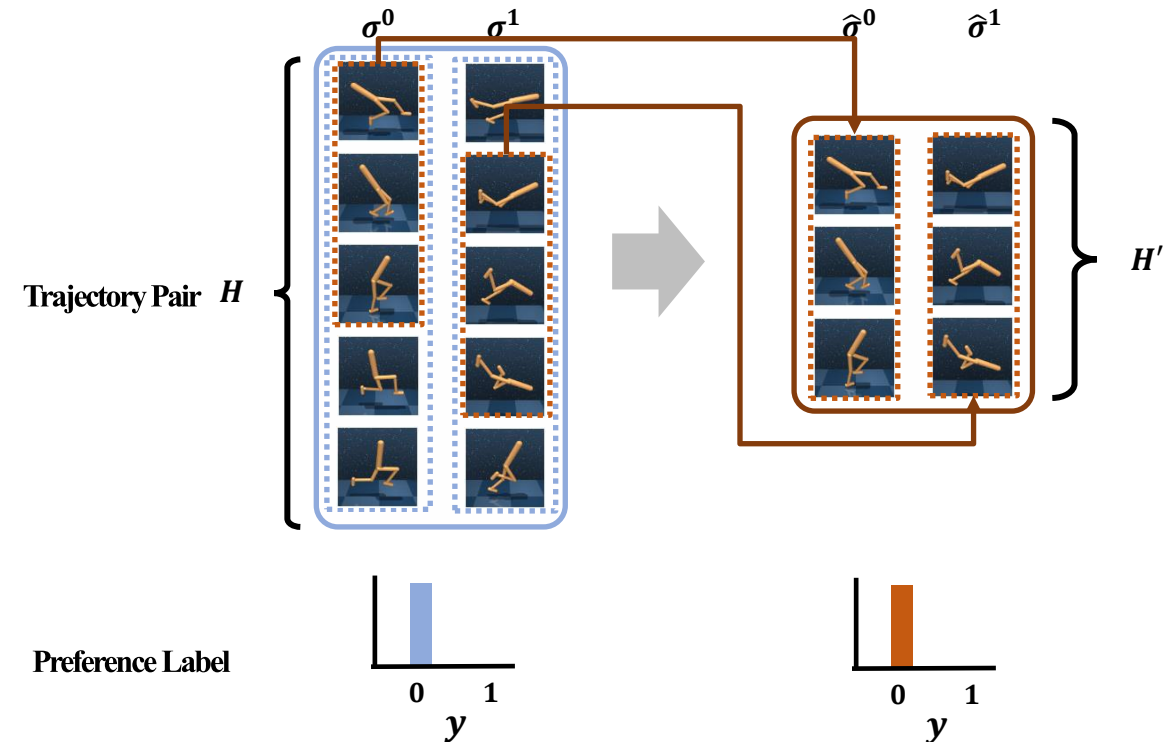 σ⁰ σ¹ σ̂⁰ σ̂¹
Trajectory Pair H H′
Preference Label
0 1 0 1
y y